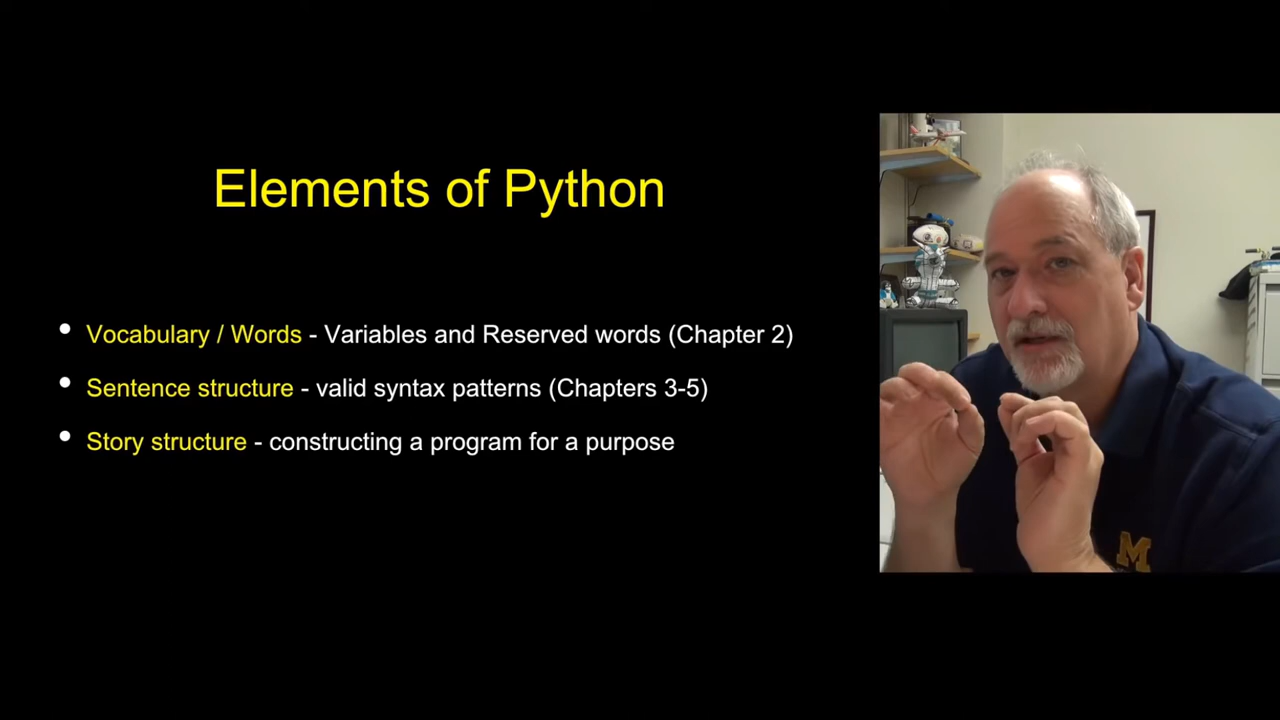 Elements of Python
• Vocabulary / Words - Variables and Reserved words (Chapter 2)
• Sentence structure - valid syntax patterns (Chapters 3-5)
• Story structure - constructing a program for a purpose
M